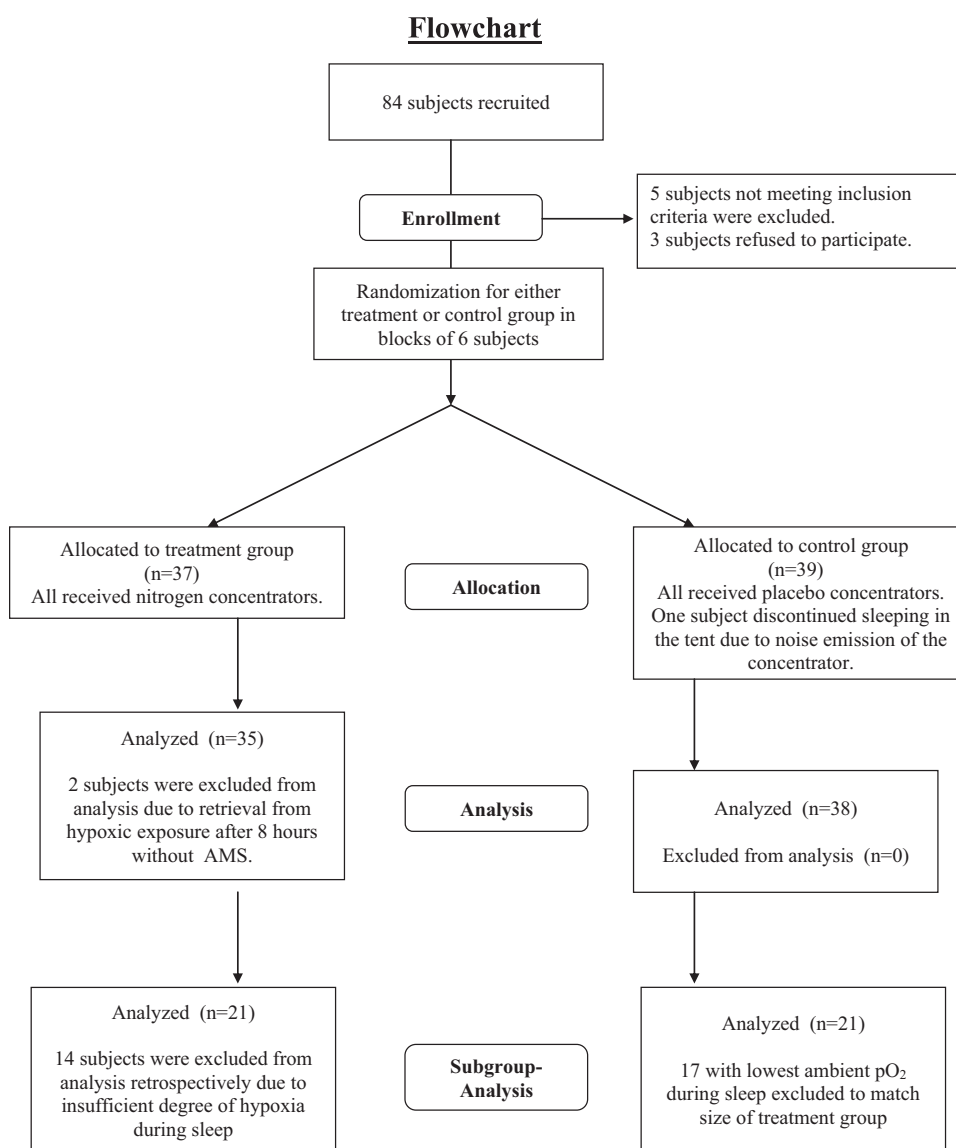 Flowchart
84 subjects recruited
Enrollment
5 subjects not meeting inclusion
criteria were excluded.
3 subjects refused to participate.
Randomization for either
treatment or control group in
blocks of 6 subjects
Allocated to treatment group
(n=37)
All received nitrogen concentrators.
Allocation
Allocated to control group
(n=39)
All received placebo concentrators.
One subject discontinued sleeping in
the tent due to noise emission of the
concentrator.
Analyzed (n=35)
2 subjects were excluded from
analysis due to retrieval from
hypoxic exposure after 8 hours
without AMS.
Analysis
Analyzed (n=38)
Excluded from analysis (n=0)
Analyzed (n=21)
14 subjects were excluded from
analysis retrospectively due to
insufficient degree of hypoxia
during sleep
Subgroup-
Analysis
Analyzed (n=21)
17 with lowest ambient pO₂
during sleep excluded to match
size of treatment group